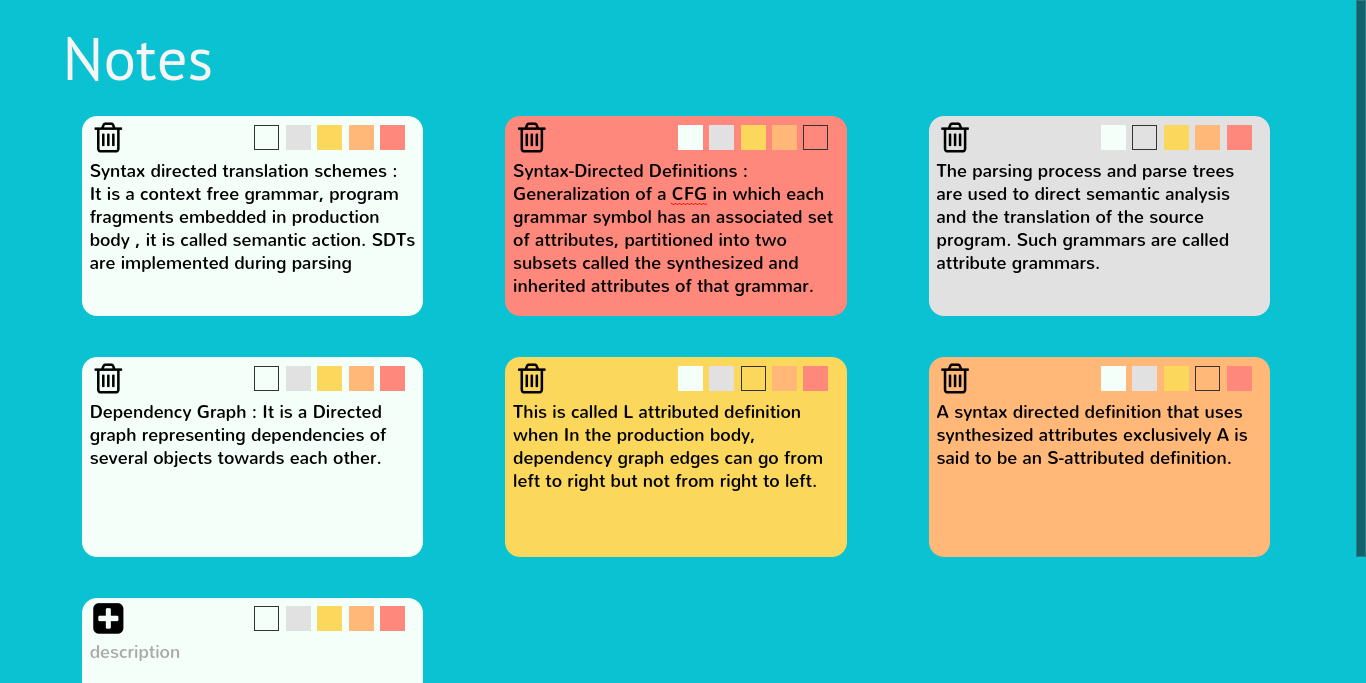 Notes
Syntax directed translation schemes :
It is a context free grammar, program
fragments embedded in production
body , it is called semantic action. SDTs
are implemented during parsing
Syntax-Directed Definitions :
Generalization of a CFG in which each
grammar symbol has an associated set
of attributes, partitioned into two
subsets called the synthesized and
inherited attributes of that grammar.
The parsing process and parse trees
are used to direct semantic analysis
and the translation of the source
program. Such grammars are called
attribute grammars.
Dependency Graph : It is a Directed
graph representing dependencies of
several objects towards each other.
This is called L attributed definition
when In the production body,
dependency graph edges can go from
left to right but not from right to left.
A syntax directed definition that uses
synthesized attributes exclusively A is
said to be an S-attributed definition.
description